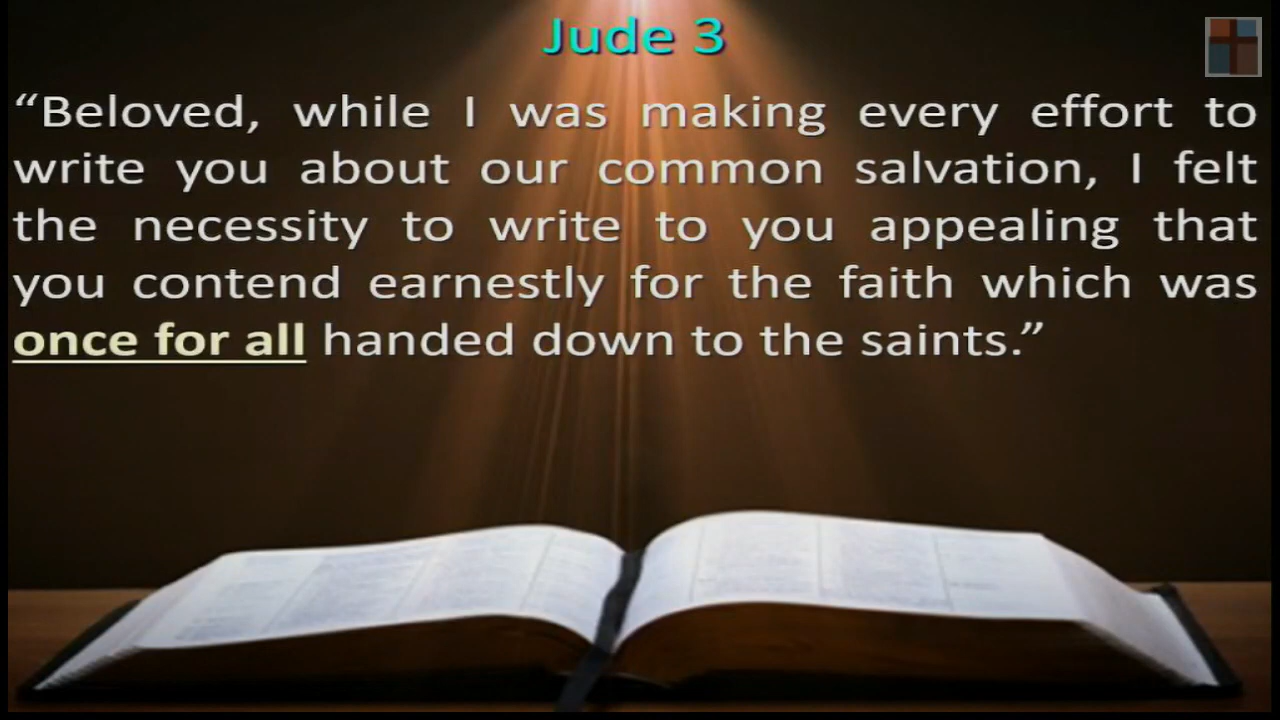 Jude 3
“Beloved, while I was making every effort to
write you about our common salvation, I felt
the necessity to write to you appealing that
you contend earnestly for the faith which was
once for all handed down to the saints.”